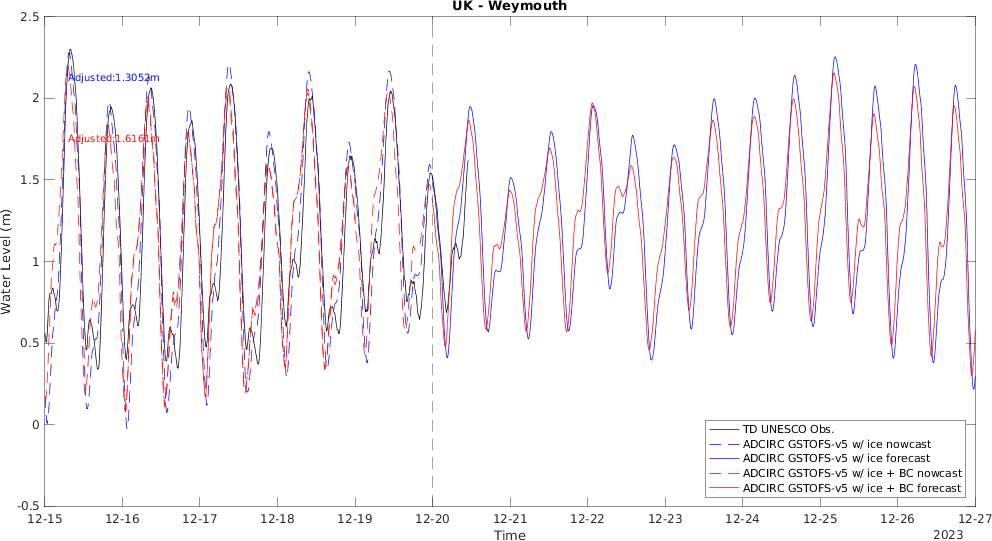 UK - Weymouth
2.5
2
1.5
1
0.5
0
-0.5
Water Level (m)
Adjusted:1.3052m
Adjusted:1.6161m
TD UNESCO Obs.
ADCIRC GSTOFS-v5 w/ ice nowcast
ADCIRC GSTOFS-v5 w/ ice forecast
ADCIRC GSTOFS-v5 w/ ice + BC nowcast
ADCIRC GSTOFS-v5 w/ ice + BC forecast
12-15 12-16 12-17 12-18 12-19 12-20 12-21 12-22 12-23 12-24 12-25 12-26 12-27
Time
2023